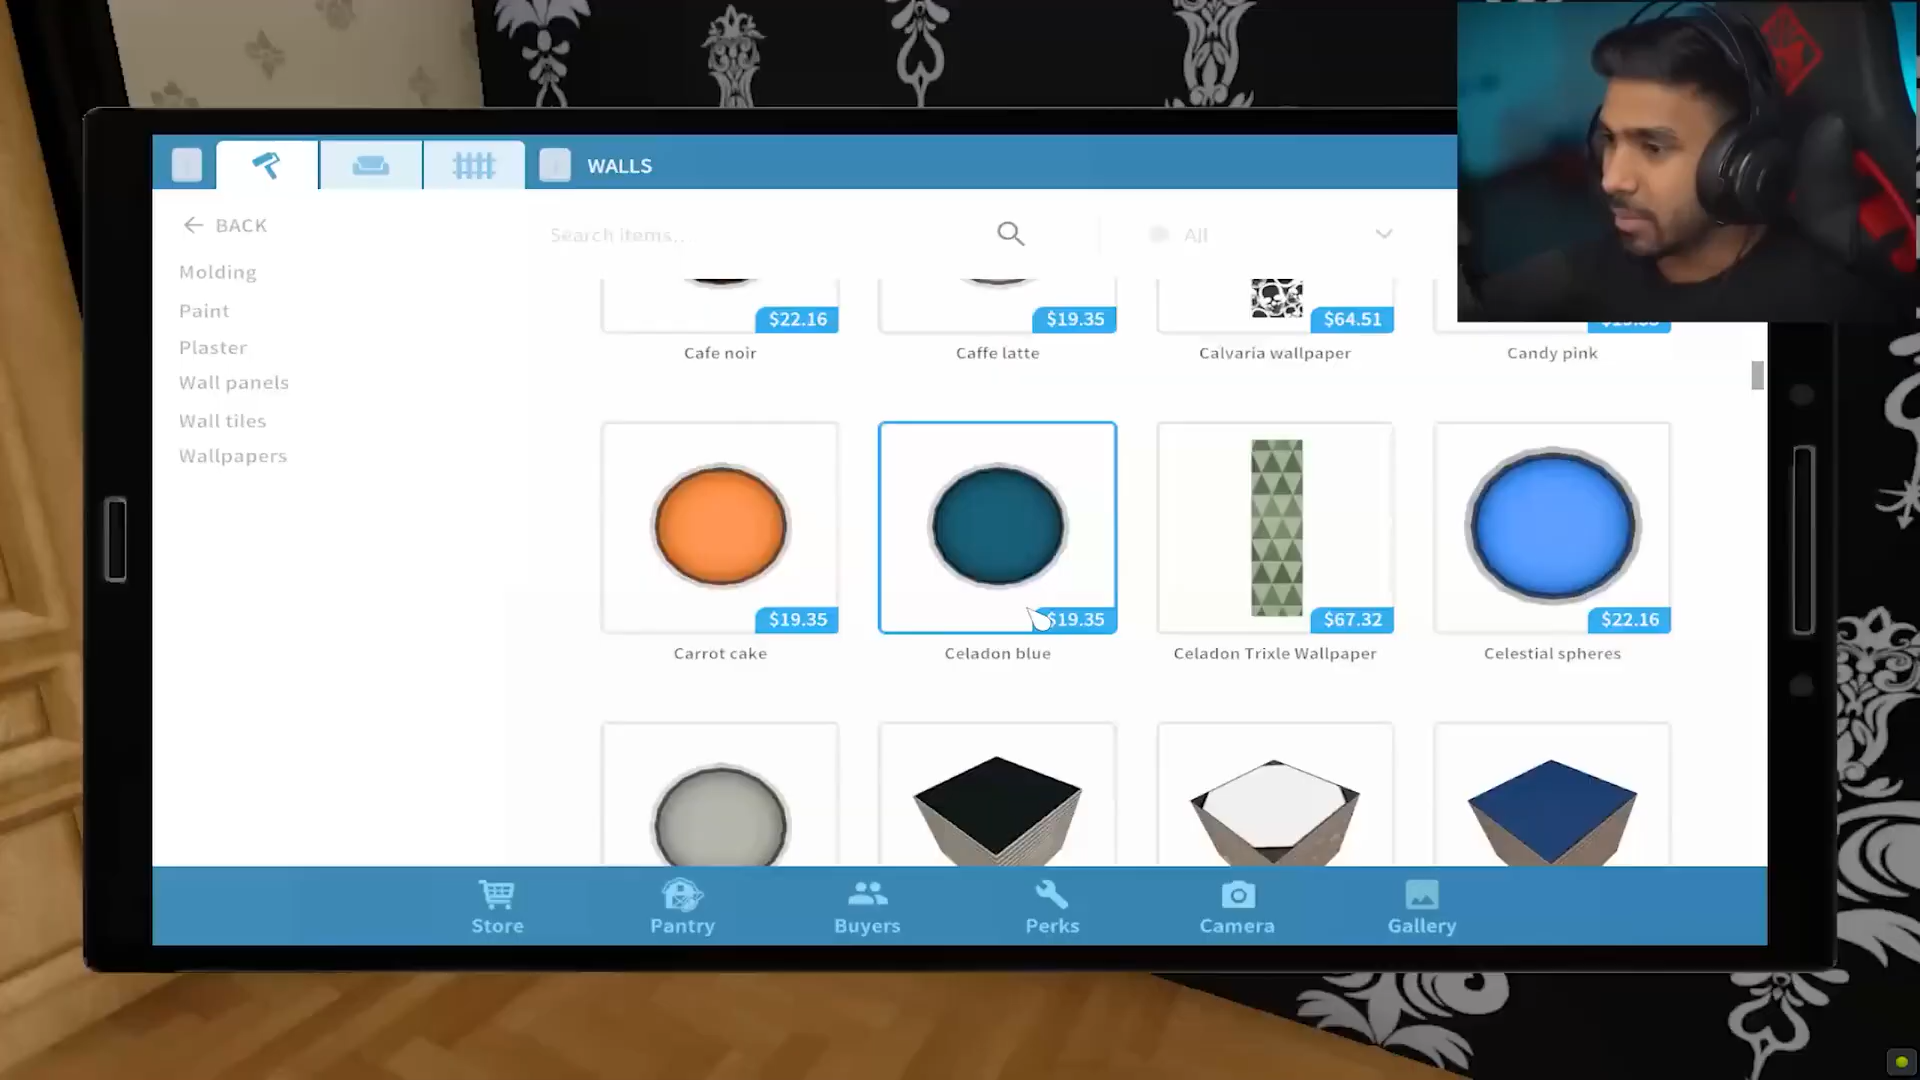 WALLS
BACK
Search items...
All
Molding
Paint
Plaster
Wall panels
Wall tiles
Wallpapers
$22.16
$19.35
$64.51
Cafe noir
Caffe latte
Calvaria wallpaper
Candy pink
$19.35
$19.35
$67.32
$22.16
Carrot cake
Celadon blue
Celadon Trixle Wallpaper
Celestial spheres
Store
Pantry
Buyers
Perks
Camera
Gallery